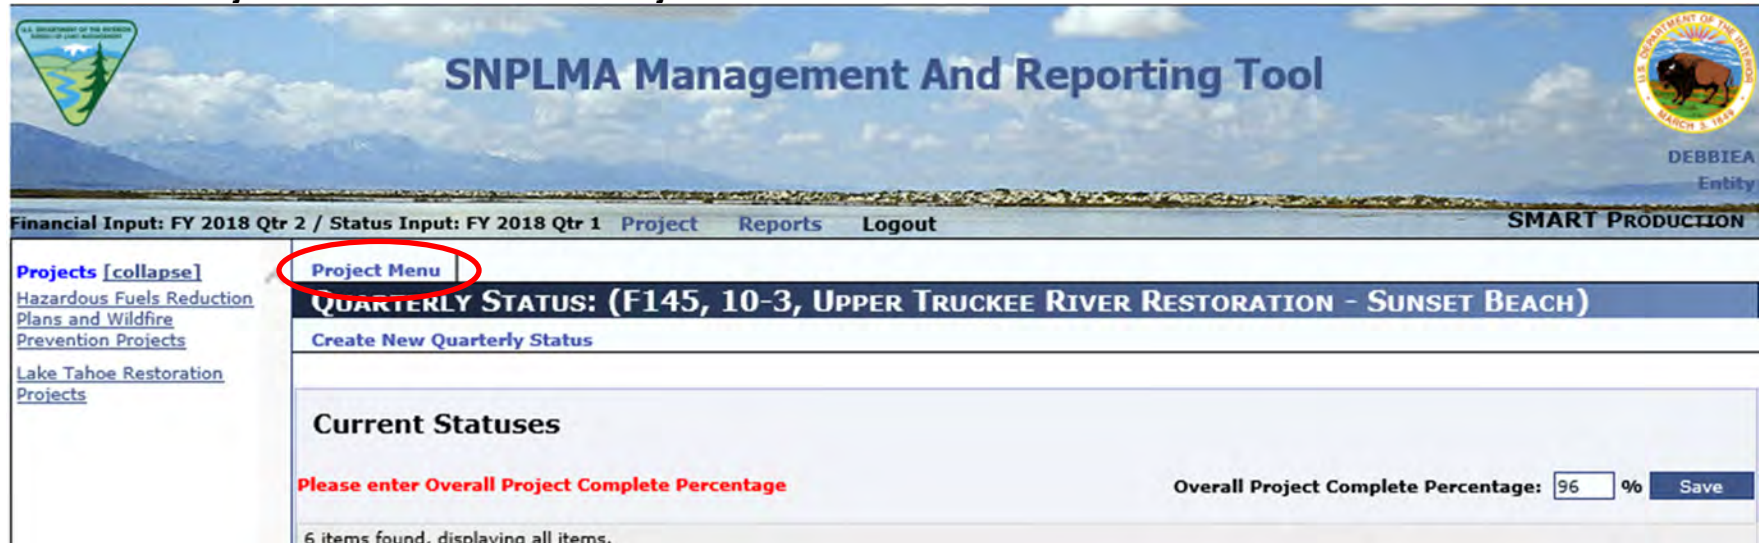 SNPLMA Management And Reporting Tool
DEBBIEA
Entity
Financial Input: FY 2018 Qtr 2 / Status Input: FY 2018 Qtr 1 Project Reports Logout
SMART PRODUCTION
Projects [collapse]
Hazardous Fuels Reduction
Plans and Wildfire
Prevention Projects
Lake Tahoe Restoration
Projects
Project Menu
QUARTERLY STATUS: (F145, 10-3, UPPER TRUCKEE RIVER RESTORATION - SUNSET BEACH)
Create New Quarterly Status
Current Statuses
Please enter Overall Project Complete Percentage
Overall Project Complete Percentage: 96 % Save
6 items found, displaying all items.